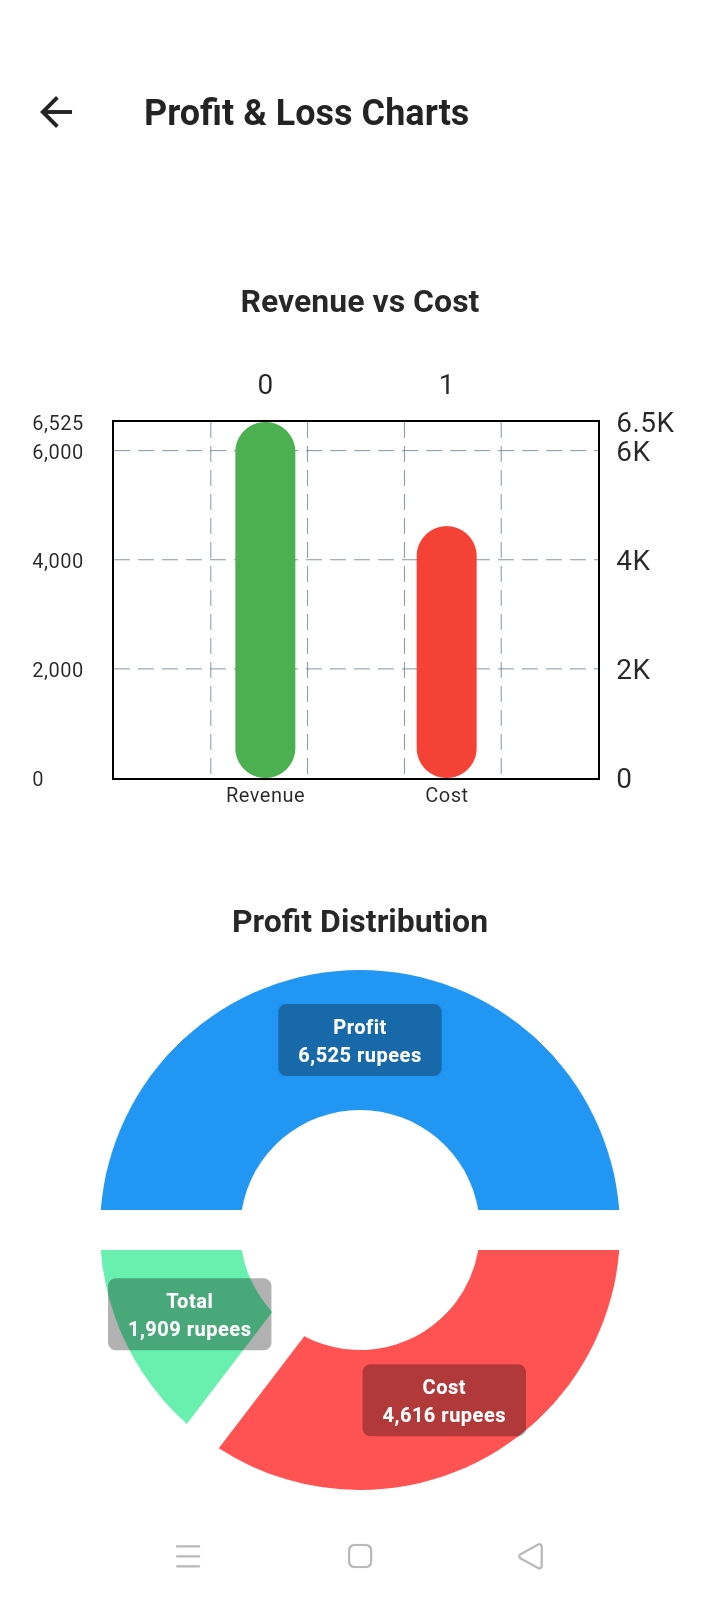 Profit & Loss Charts
Revenue vs Cost
0 1
6,525 6.5K
6,000 6K
4,000 4K
2,000 2K
0 0
Revenue Cost
Profit Distribution
Profit
6,525 rupees
Total
1,909 rupees
Cost
4,616 rupees